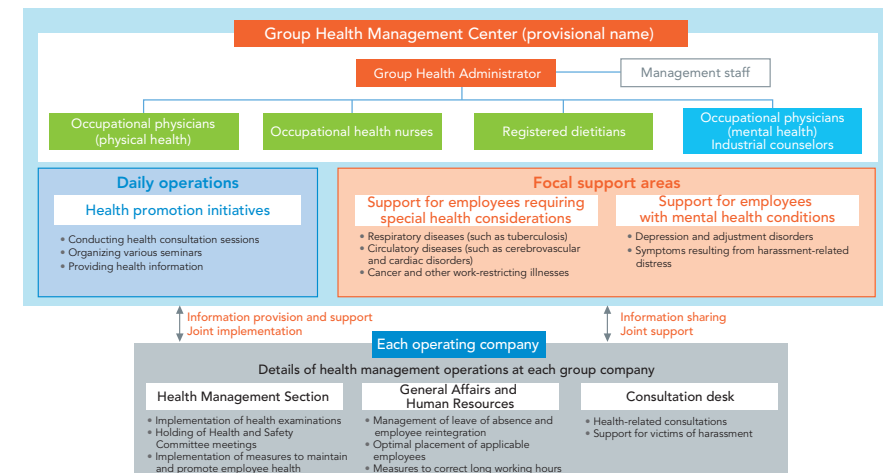 Group Health Management Center (provisional name)
Group Health Administrator
Management staff
Occupational physicians
(physical health)
Occupational health nurses
Registered dietitians
Occupational physicians
(mental health)
Industrial counselors
Daily operations
Health promotion initiatives
• Conducting health consultation sessions
• Organizing various seminars
• Providing health information
Focal support areas
Support for employees requiring
special health considerations
• Respiratory diseases (such as tuberculosis)
• Circulatory diseases (such as cerebrovascular
and cardiac disorders)
• Cancer and other work-restricting illnesses
Support for employees
with mental health conditions
• Depression and adjustment disorders
• Symptoms resulting from harassment-related
distress
Information provision and support
Joint implementation
Information sharing
Joint support
Each operating company
Details of health management operations at each group company
Health Management Section
• Implementation of health examinations
• Holding of Health and Safety
Committee meetings
• Implementation of measures to maintain
and promote employee health
General Affairs and
Human Resources
• Management of leave of absence and
employee reintegration
• Optimal placement of applicable
employees
• Measures to correct long working hours
Consultation desk
• Health-related consultations
• Support for victims of harassment